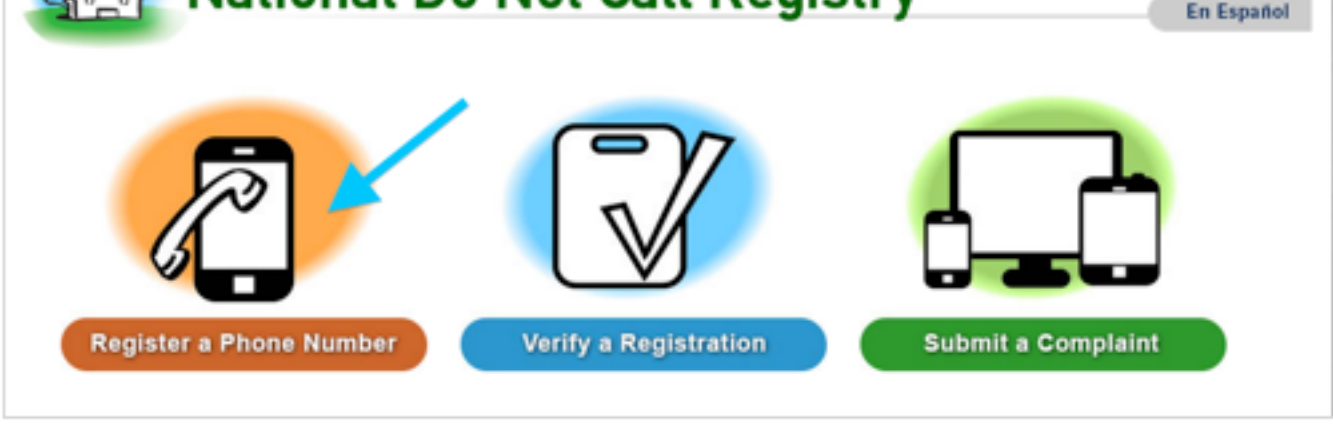 National Do Not Call Registry
En Español
Register a Phone Number
Verify a Registration
Submit a Complaint